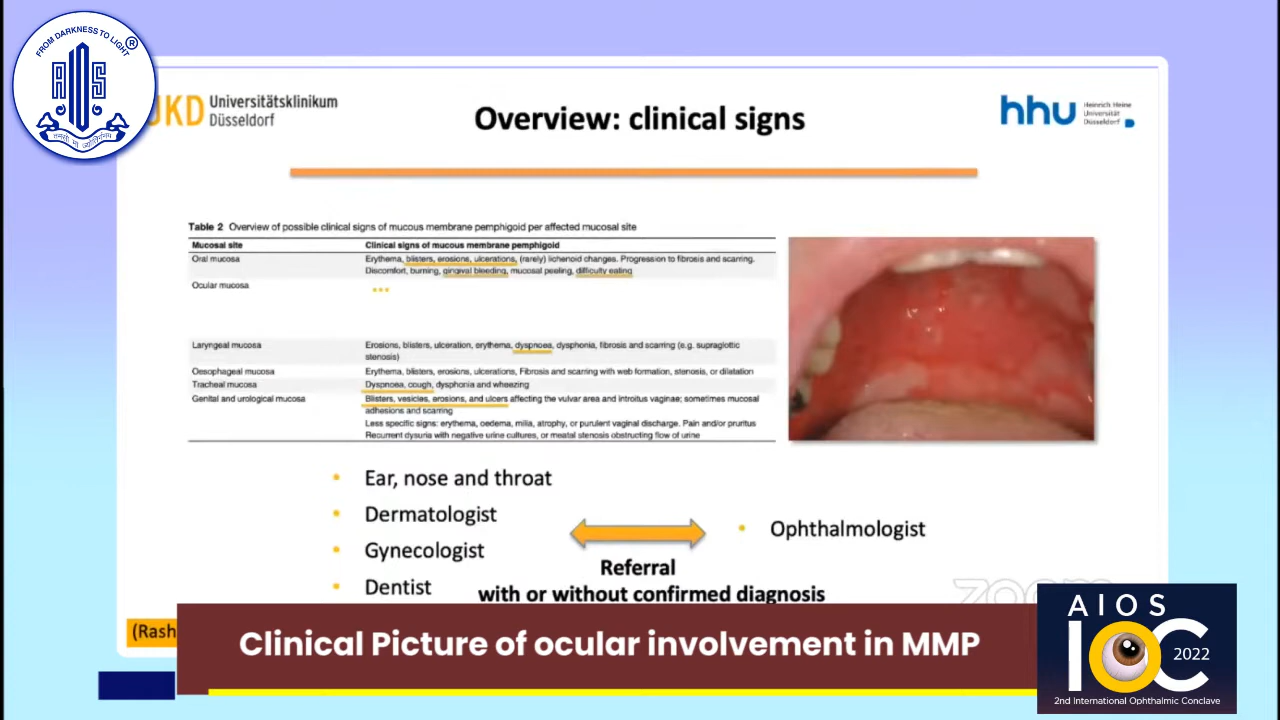 FROM DARKNESS TO LIGHT
®
AIOS
UKD Universitätsklinikum
Düsseldorf
Overview: clinical signs
hhu Heinrich Heine
Universität
Düsseldorf
Table 2 Overview of possible clinical signs of mucous membrane pemphigoid per affected mucosal site
Mucosal site Clinical signs of mucous membrane pemphigoid
Oral mucosa Erythema, blisters, erosions, ulcerations, (rarely) lichenoid changes. Progression to fibrosis and scarring.
Discomfort, burning, gingival bleeding, mucosal peeling, difficulty eating
Ocular mucosa ...
Laryngeal mucosa Erosions, blisters, ulceration, erythema, dyspnoea, dysphonia, fibrosis and scarring (e.g. supraglottic
stenosis)
Oesophageal mucosa Erythema, blisters, erosions, ulcerations, Fibrosis and scarring with web formation, stenosis, or dilatation
Tracheal mucosa Dyspnoea, cough, dysphonia and wheezing
Genital and urological mucosa Blisters, vesicles, erosions, and ulcers affecting the vulvar area and introitus vaginae; sometimes mucosal
adhesions and scarring
Less specific signs: erythema, oedema, milia, atrophy, or purulent vaginal discharge. Pain and/or pruritus
Recurrent dysuria with negative urine cultures, or meatal stenosis obstructing flow of urine
• Ear, nose and throat
• Dermatologist
• Gynecologist
• Dentist
• Ophthalmologist
Referral
with or without confirmed diagnosis
zoom
(Rash
Clinical Picture of ocular involvement in MMP
AIOS
IOC
2022
2nd International Ophthalmic Conclave